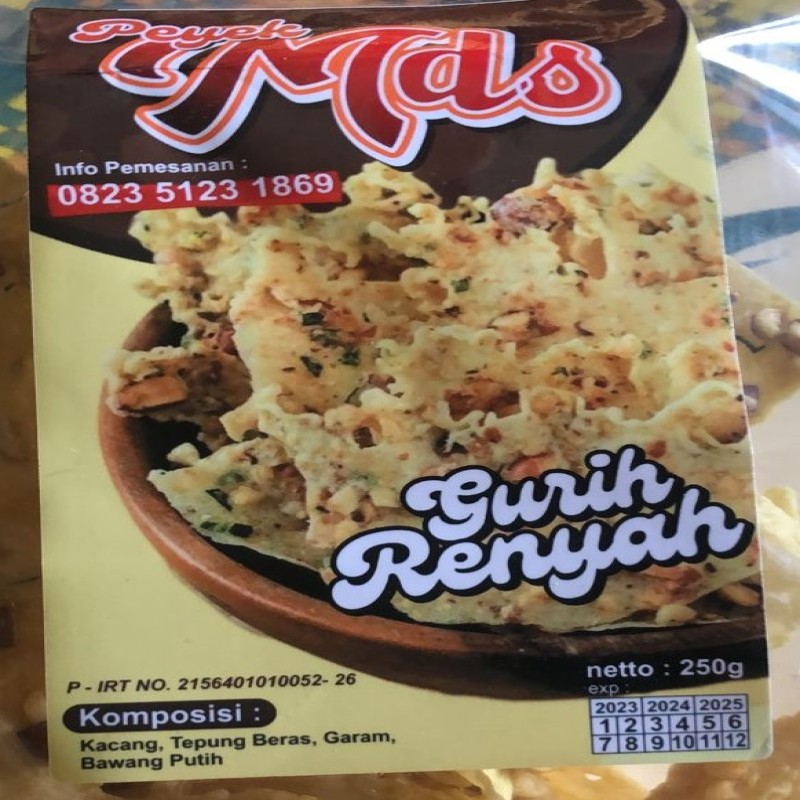 Peyek
Mds
Info Pemesanan :
0823 5123 1869
Gurih
Renyah
P - IRT NO. 2156401010052- 26
netto : 250g
exp :
2023 2024 2025
1 2 3 4 5 6
7 8 9 10 11 12
Komposisi :
Kacang, Tepung Beras, Garam,
Bawang Putih